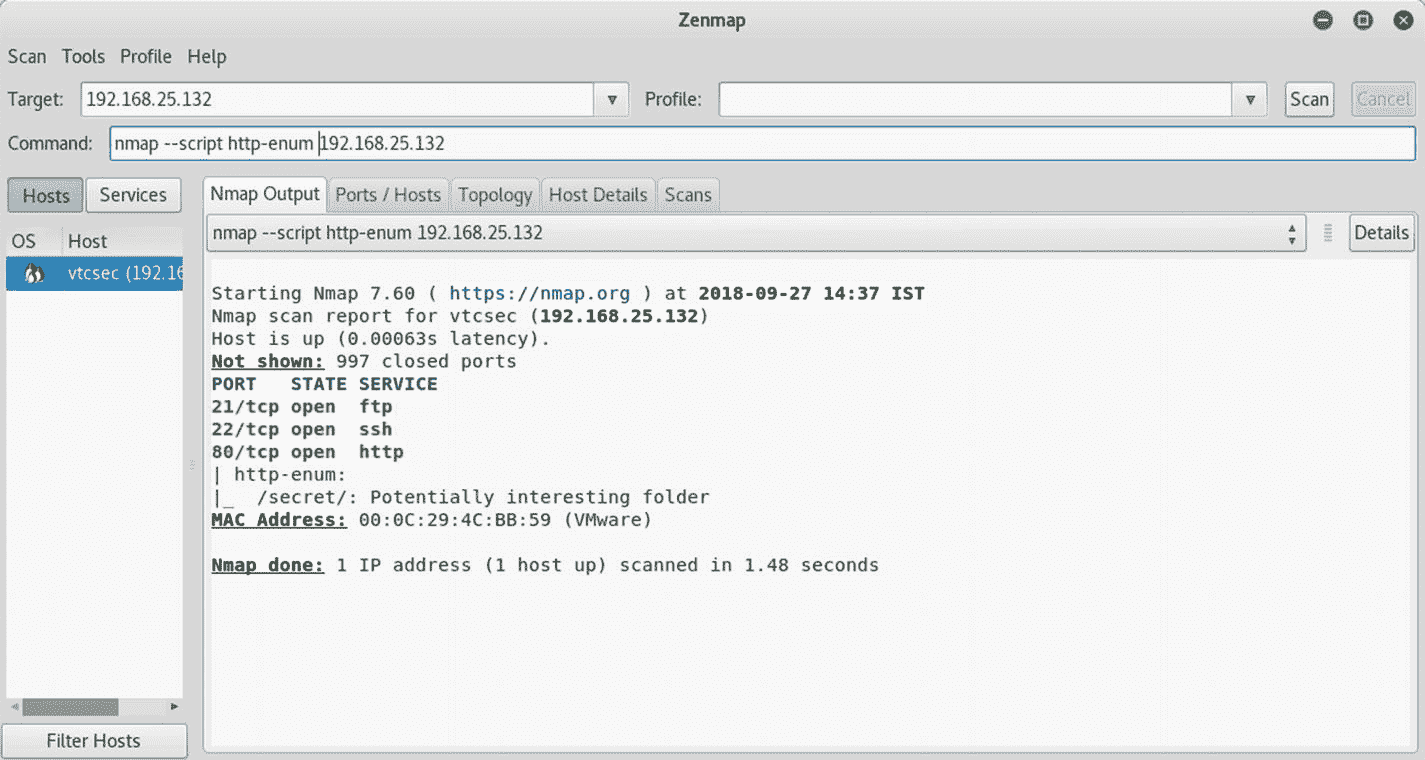 Zenmap
Scan Tools Profile Help
Target: 192.168.25.132 Profile: Scan Cancel
Command: nmap --script http-enum 192.168.25.132
Hosts Services
OS Host
vtcsec (192.16
Filter Hosts
Nmap Output Ports / Hosts Topology Host Details Scans
nmap --script http-enum 192.168.25.132 Details
Starting Nmap 7.60 ( https://nmap.org ) at 2018-09-27 14:37 IST
Nmap scan report for vtcsec (192.168.25.132)
Host is up (0.00063s latency).
Not shown: 997 closed ports
PORT   STATE SERVICE
21/tcp open  ftp
22/tcp open  ssh
80/tcp open  http
| http-enum:
|_  /secret/: Potentially interesting folder
MAC Address: 00:0C:29:4C:BB:59 (VMware)
Nmap done: 1 IP address (1 host up) scanned in 1.48 seconds